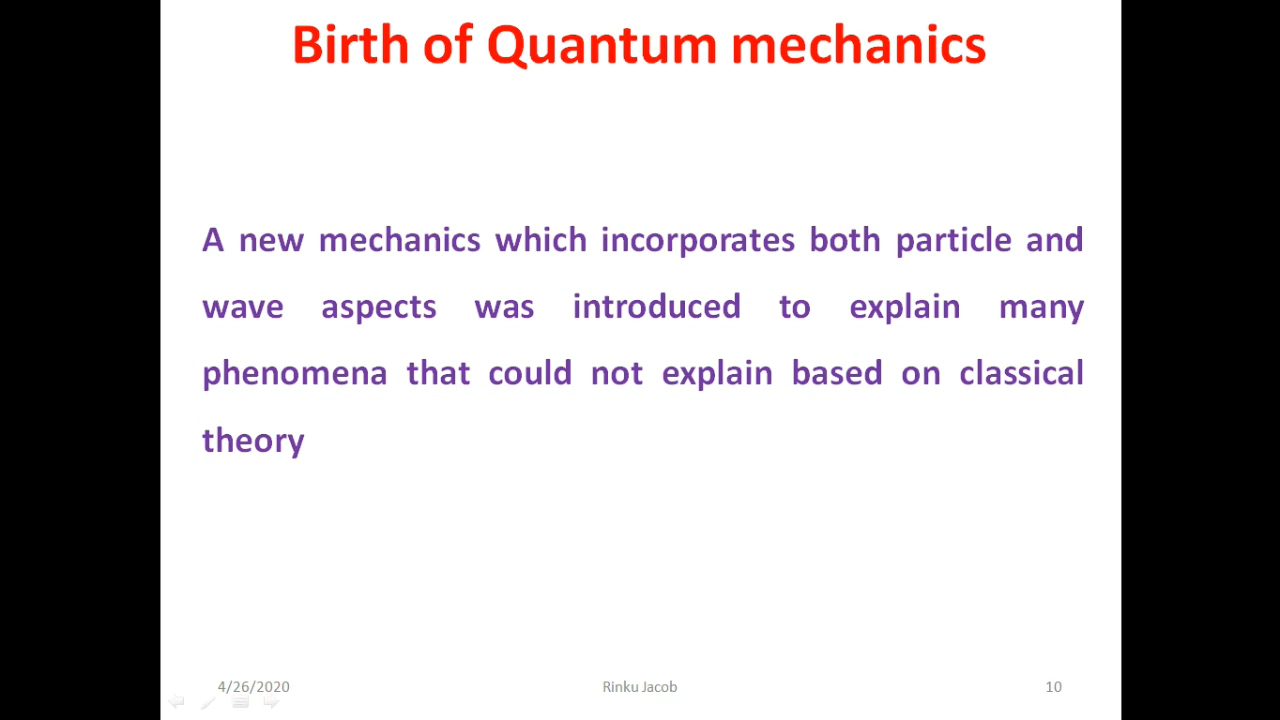 Birth of Quantum mechanics
A new mechanics which incorporates both particle and
wave aspects was introduced to explain many
phenomena that could not explain based on classical
theory
4/26/2020
Rinku Jacob
10